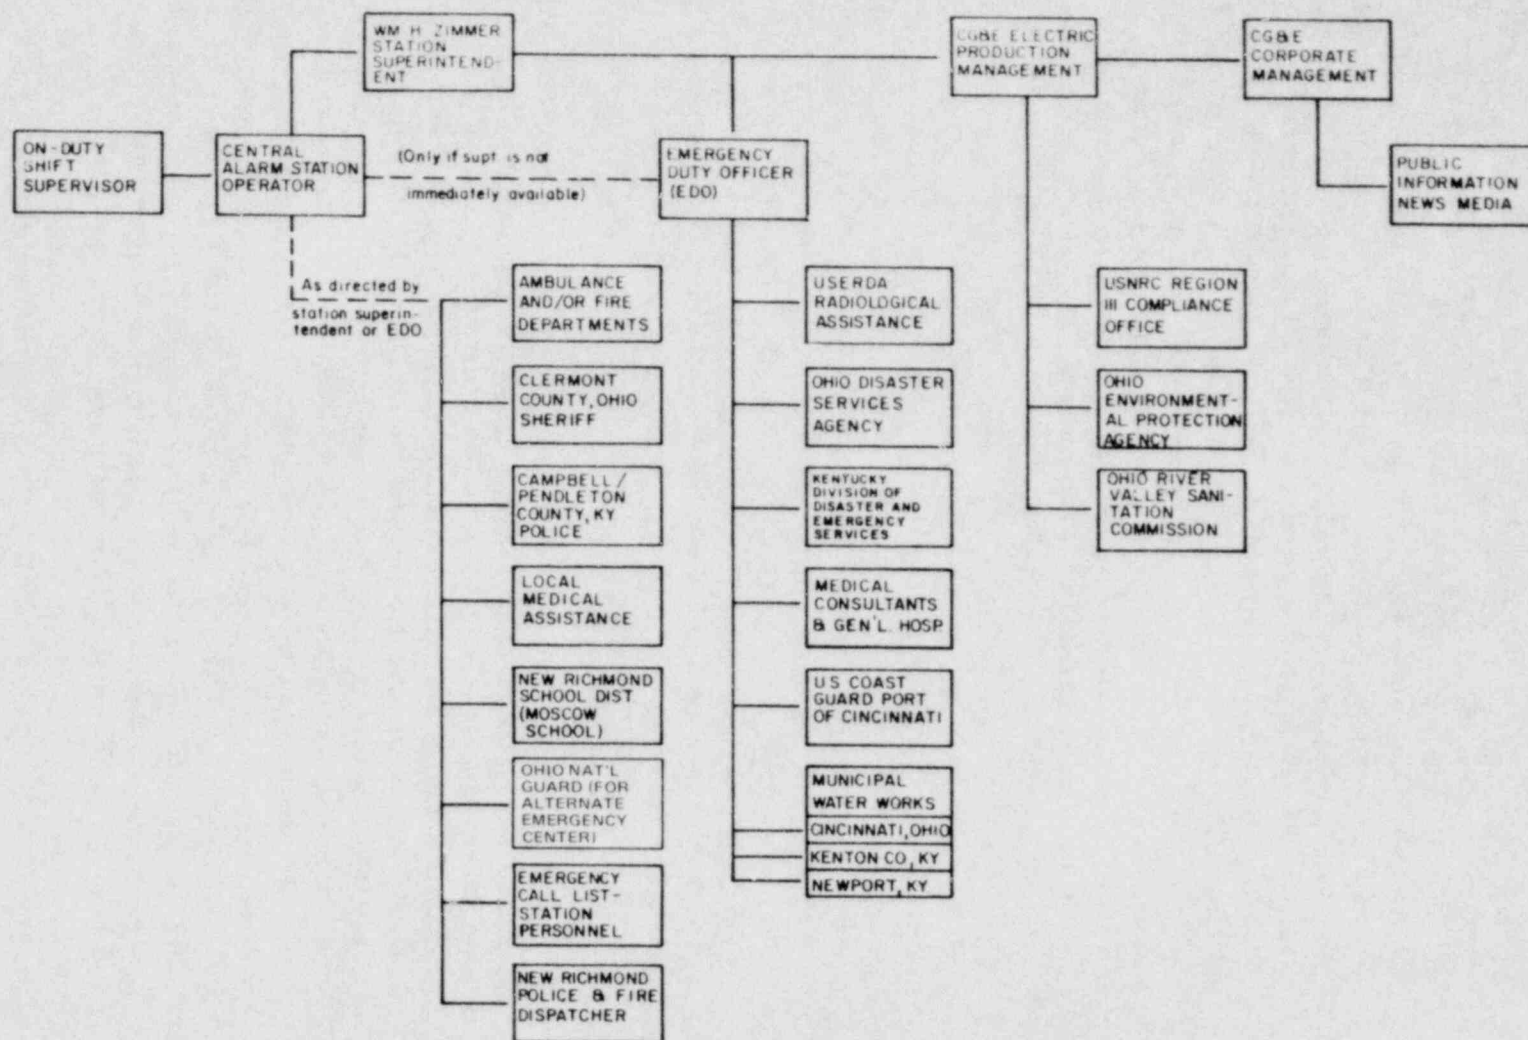 WM H ZIMMER
STATION
SUPERINTEND-
ENT
CG&E ELECTRIC
PRODUCTION
MANAGEMENT
CG&E
CORPORATE
MANAGEMENT
ON-DUTY
SHIFT
SUPERVISOR
CENTRAL
ALARM STATION
OPERATOR
(Only if supt. is not
immediately available)
EMERGENCY
DUTY OFFICER
(EDO)
PUBLIC
INFORMATION
NEWS MEDIA
As directed by
station superin-
tendent or EDO
AMBULANCE
AND/OR FIRE
DEPARTMENTS
CLERMONT
COUNTY, OHIO
SHERIFF
CAMPBELL/
PENDLETON
COUNTY, KY
POLICE
LOCAL
MEDICAL
ASSISTANCE
NEW RICHMOND
SCHOOL DIST.
(MOSCOW
SCHOOL)
OHIO NAT'L
GUARD (FOR
ALTERNATE
EMERGENCY
CENTER)
EMERGENCY
CALL LIST-
STATION
PERSONNEL
NEW RICHMOND
POLICE & FIRE
DISPATCHER
USERDA
RADIOLOGICAL
ASSISTANCE
OHIO DISASTER
SERVICES
AGENCY
KENTUCKY
DIVISION OF
DISASTER AND
EMERGENCY
SERVICES
MEDICAL
CONSULTANTS
& GEN'L. HOSP
U S COAST
GUARD PORT
OF CINCINNATI
MUNICIPAL
WATER WORKS
CINCINNATI, OHIO
KENTON CO, KY
NEWPORT, KY
USNRC REGION
III COMPLIANCE
OFFICE
OHIO
ENVIRONMENT-
AL PROTECTION
AGENCY
OHIO RIVER
VALLEY SANI-
TATION
COMMISSION